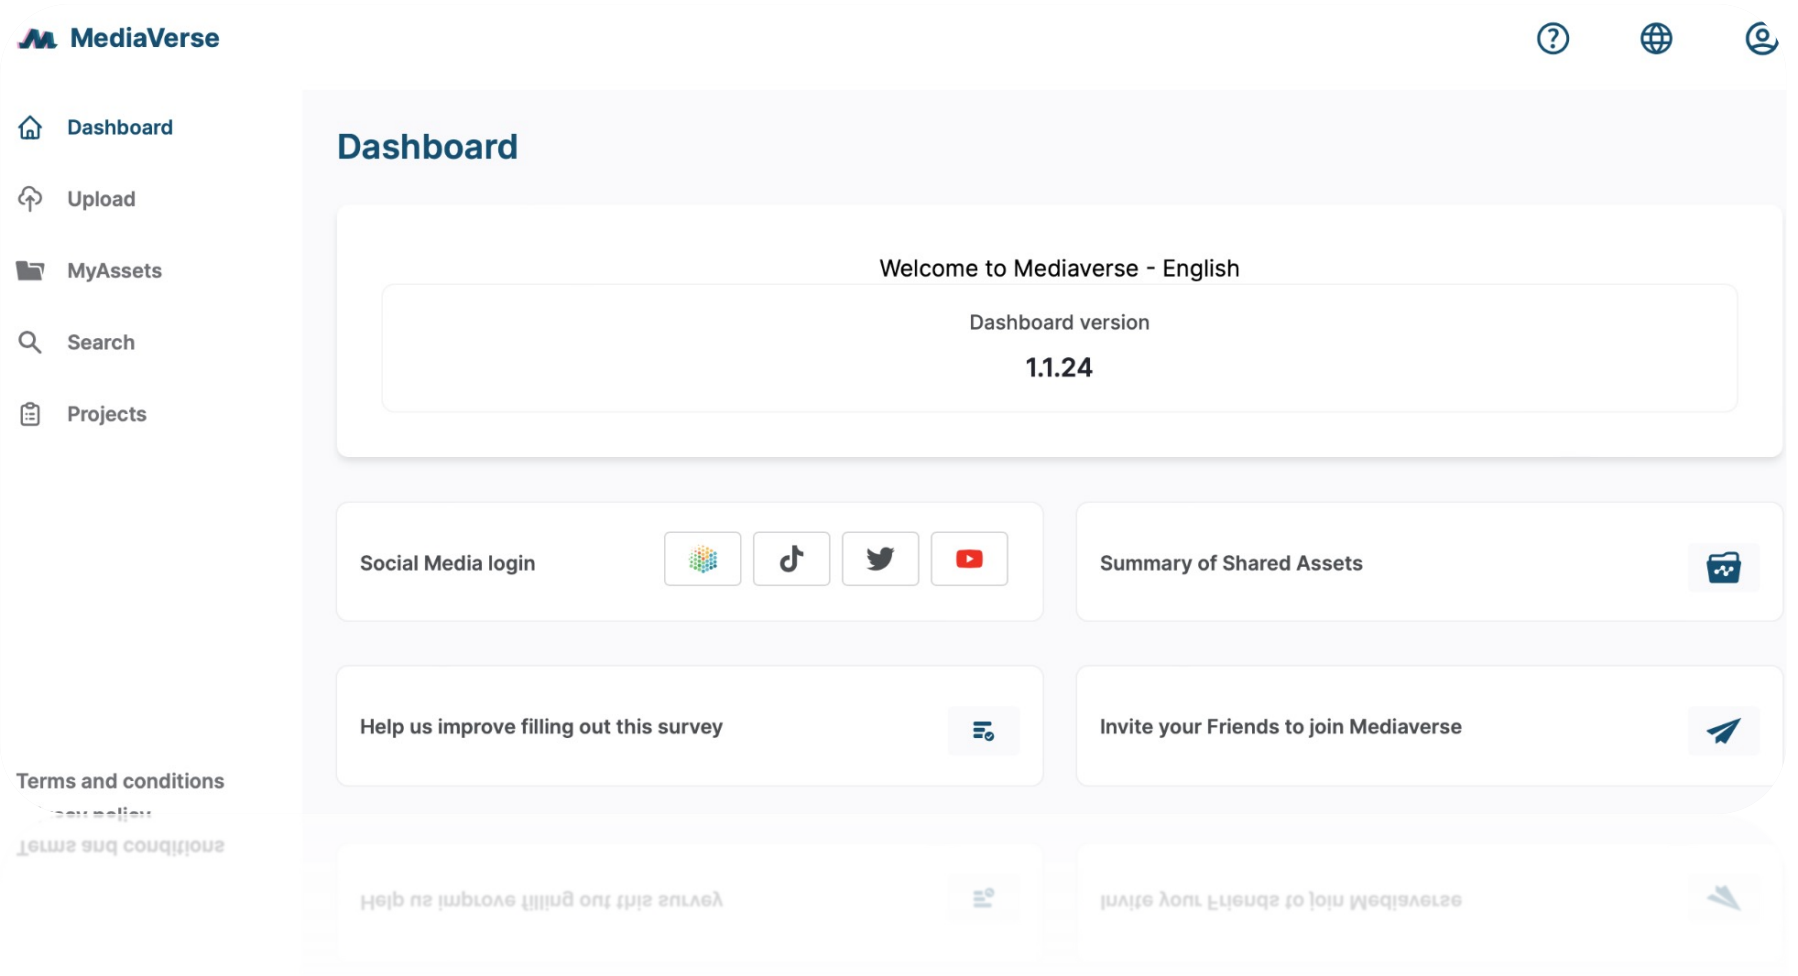 MediaVerse
Dashboard
Upload
MyAssets
Search
Projects
Terms and conditions
Dashboard
Welcome to Mediaverse - English
Dashboard version
1.1.24
Social Media login
Summary of Shared Assets
Help us improve filling out this survey
Invite your Friends to join Mediaverse